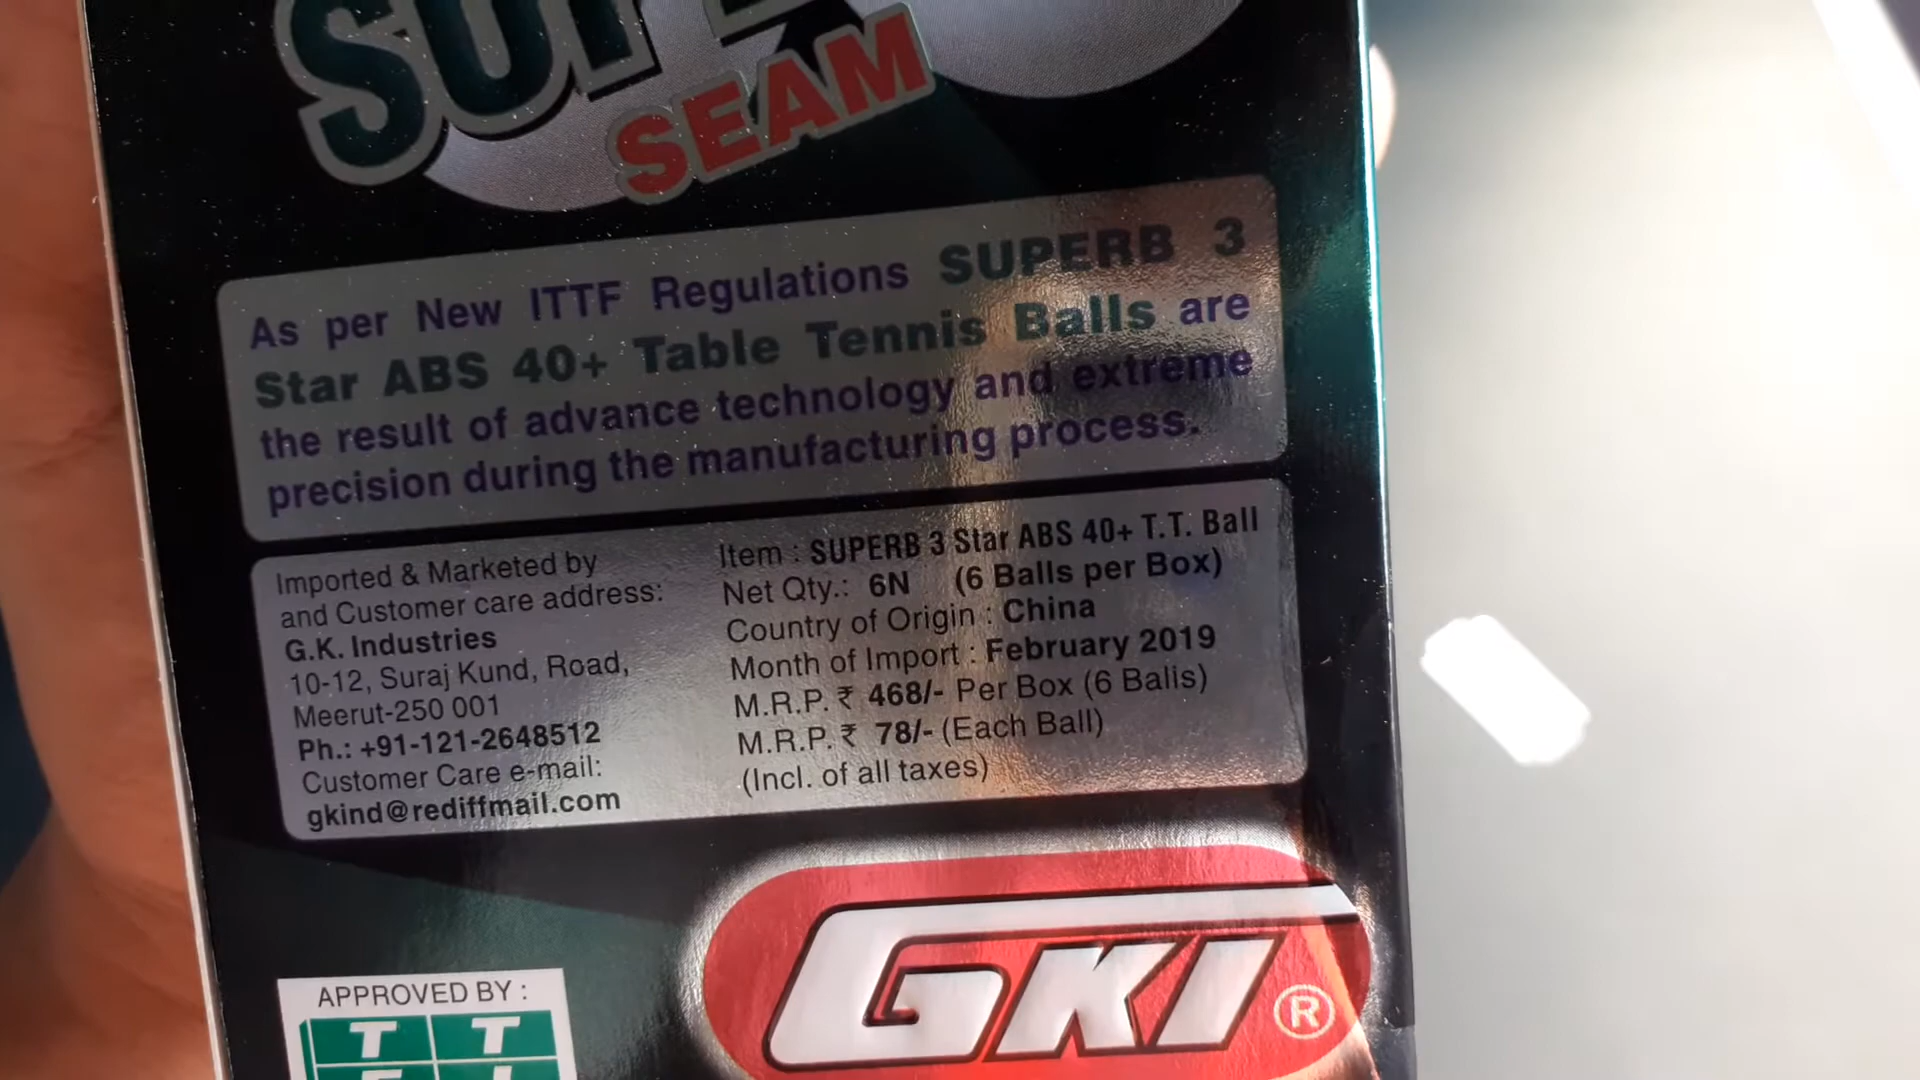 SEAM
As per New ITTF Regulations SUPERB 3
Star ABS 40+ Table Tennis Balls are
the result of advance technology and extreme
precision during the manufacturing process.
Imported & Marketed by
and Customer care address:
G.K. Industries
10-12, Suraj Kund, Road,
Meerut-250 001
Ph.: +91-121-2648512
Customer Care e-mail:
gkind@rediffmail.com
Item : SUPERB 3 Star ABS 40+ T.T. Ball
Net Qty.: 6N (6 Balls per Box)
Country of Origin : China
Month of Import : February 2019
M.R.P. ₹ 468/- Per Box (6 Balls)
M.R.P. ₹ 78/- (Each Ball)
(Incl. of all taxes)
GKI®
APPROVED BY :
T T